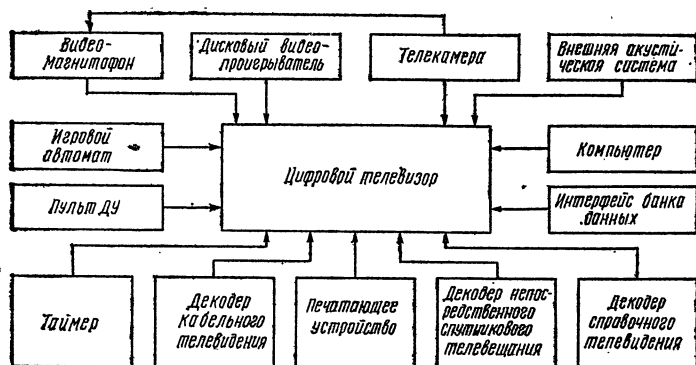 Видео-
магнитафон
Дисковый видео-
проигрыватель
Телекамера
Внешняя акусти-
ческая система
Игровой
автомат
Цифровой телевизор
Компьютер
Пульт ДУ
Интерфейс банка
данных
Таймер
Декодер
кабельного
телевидения
Печатающее
устройство
Декодер непос-
редственного
спутникового
телевещания
Декодер
справочного
телевидения